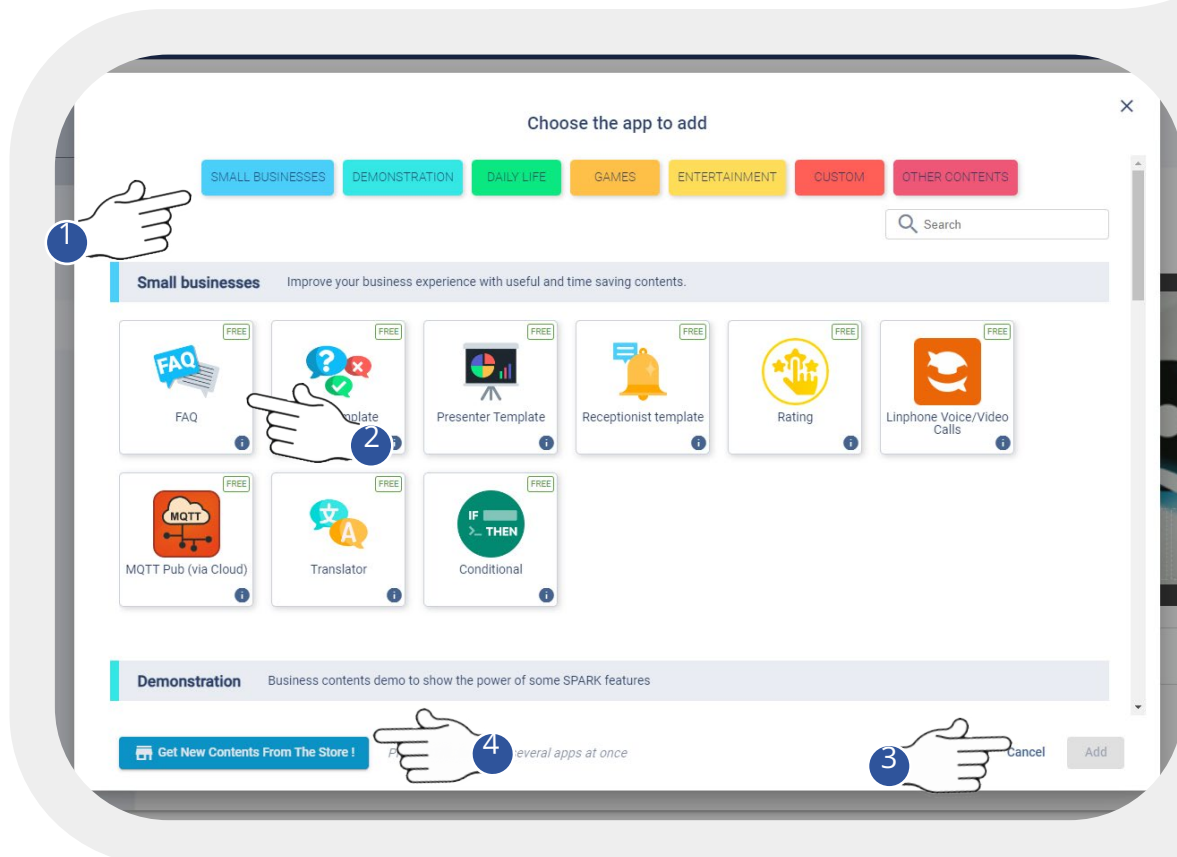 Choose the app to add
SMALL BUSINESSES DEMONSTRATION DAILY LIFE GAMES ENTERTAINMENT CUSTOM OTHER CONTENTS
1
Search
Small businesses Improve your business experience with useful and time saving contents.
FREE FREE FREE FREE FREE FREE
FAQ
?
FAQ Presenter Template Receptionist template Rating Linphone Voice/Video
Calls
2
i i i i i
FREE FREE FREE
MQTT
IF
文
A
>_ THEN
MQTT Pub (via Cloud) Translator Conditional
i i i
Demonstration Business contents demo to show the power of some SPARK features
4
3
Get New Contents From The Store ! several apps at once Cancel Add